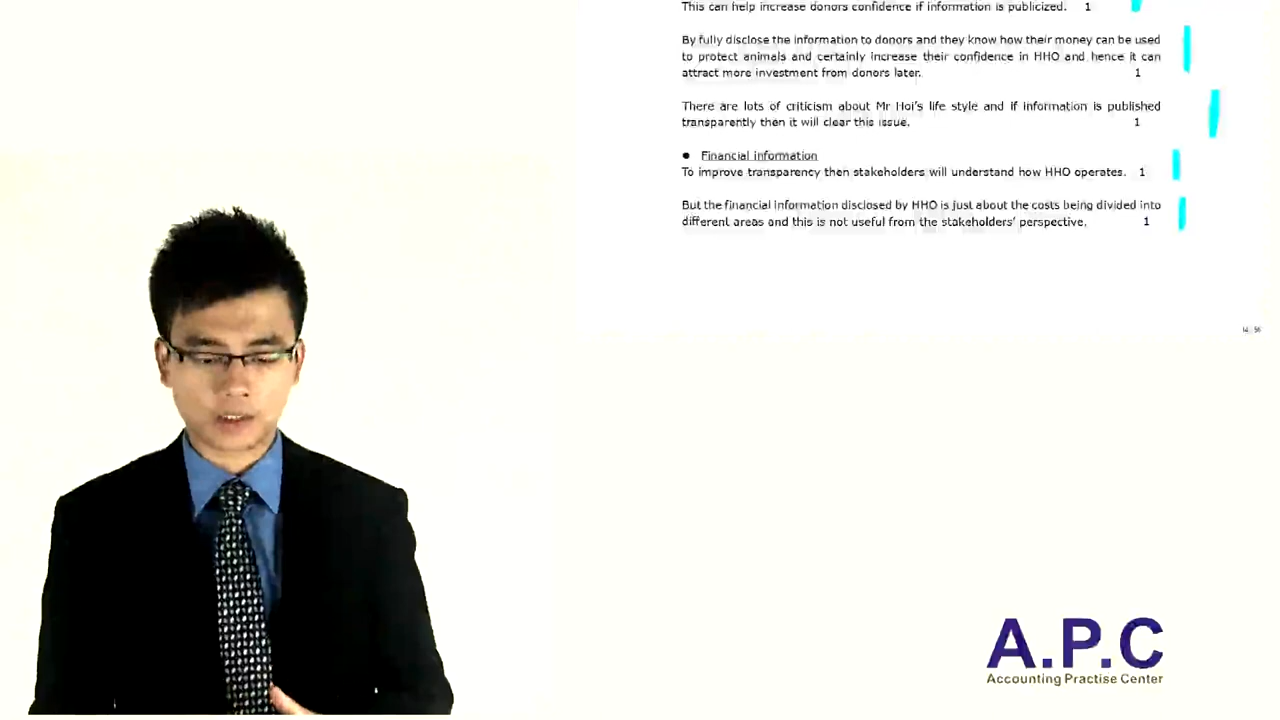 This can help increase donors confidence if information is publicized. 1
By fully disclose the information to donors and they know how their money can be used
to protect animals and certainly increase their confidence in HHO and hence it can
attract more investment from donors later. 1
There are lots of criticism about Mr Hoi's life style and if information is published
transparently then it will clear this issue. 1
● Financial information
To improve transparency then stakeholders will understand how HHO operates. 1
But the financial information disclosed by HHO is just about the costs being divided into
different areas and this is not useful from the stakeholders' perspective. 1
A.P.C
Accounting Practise Center